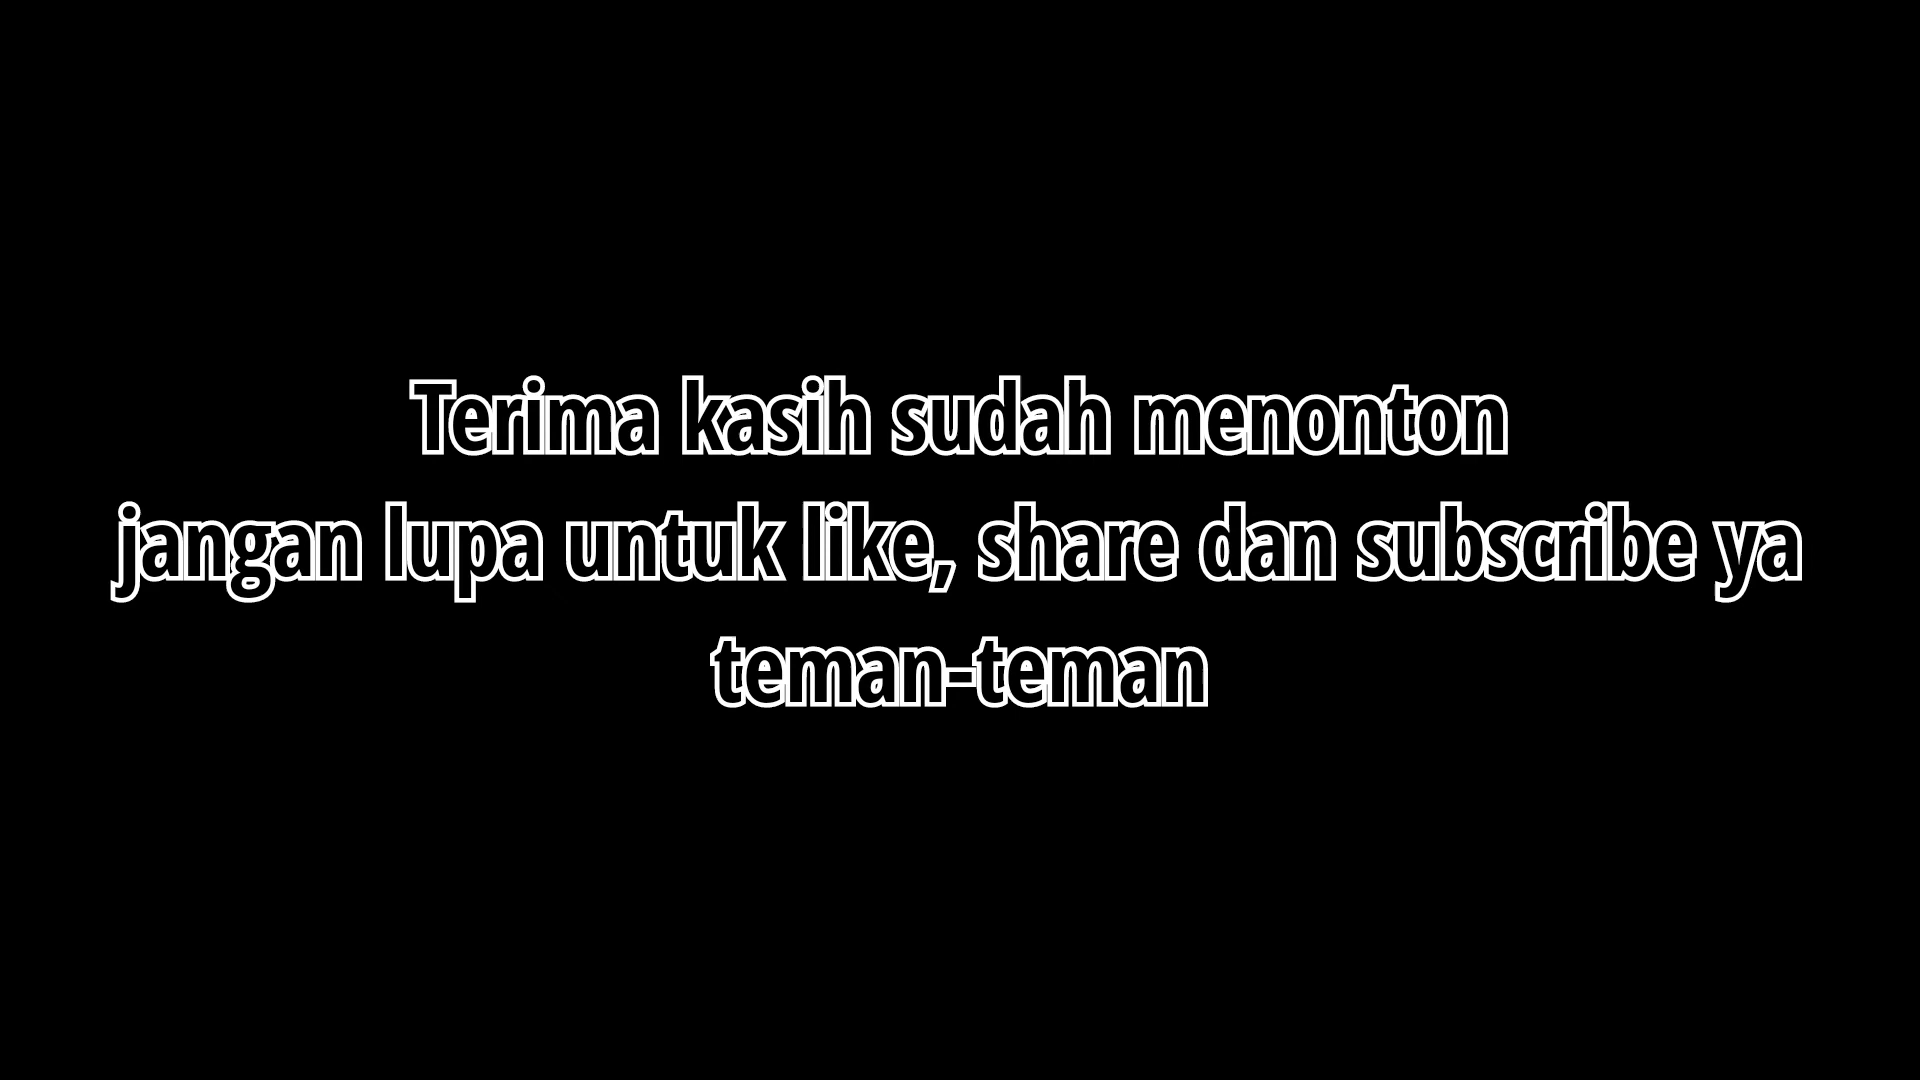 Terima kasih sudah menonton
jangan lupa untuk like, share dan subscribe ya
teman-teman